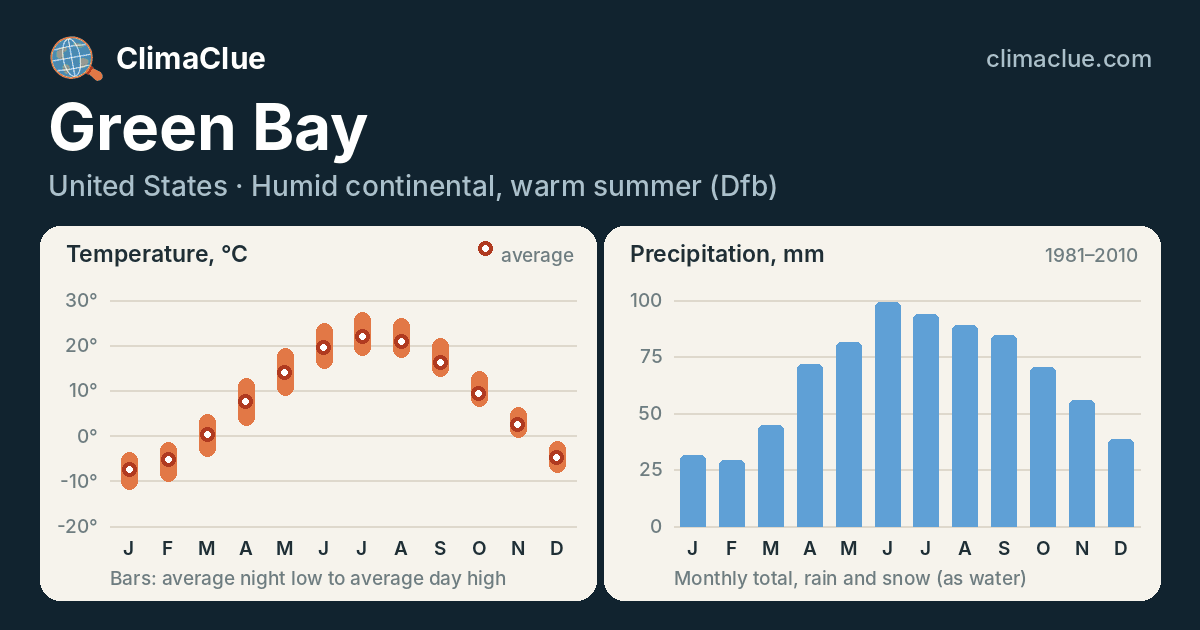 ClimaClue
climaclue.com
Green Bay
United States · Humid continental, warm summer (Dfb)
Temperature, °C
average
30°
20°
10°
0°
-10°
-20°
J F M A M J J A S O N D
Bars: average night low to average day high
Precipitation, mm
1981–2010
100
75
50
25
0
J F M A M J J A S O N D
Monthly total, rain and snow (as water)